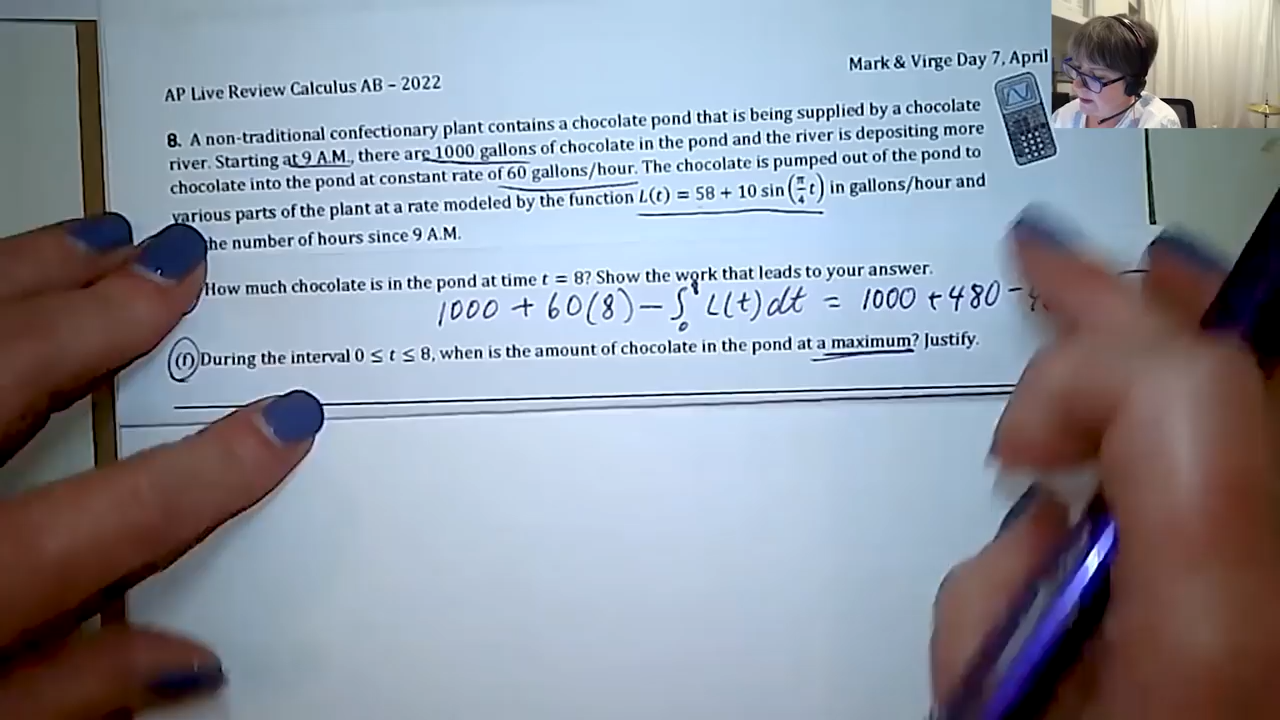 AP Live Review Calculus AB – 2022
Mark & Virge Day 7, April
8. A non-traditional confectionary plant contains a chocolate pond that is being supplied by a chocolate
river. Starting at 9 A.M., there are 1000 gallons of chocolate in the pond and the river is depositing more
chocolate into the pond at constant rate of 60 gallons/hour. The chocolate is pumped out of the pond to
various parts of the plant at a rate modeled by the function L(t) = 58 + 10 sin(π/4 t) in gallons/hour and
the number of hours since 9 A.M.
How much chocolate is in the pond at time t = 8? Show the work that leads to your answer.
1000 + 60(8) – ∫₀⁸ L(t)dt = 1000 + 480 -
(f) During the interval 0 ≤ t ≤ 8, when is the amount of chocolate in the pond at a maximum? Justify.